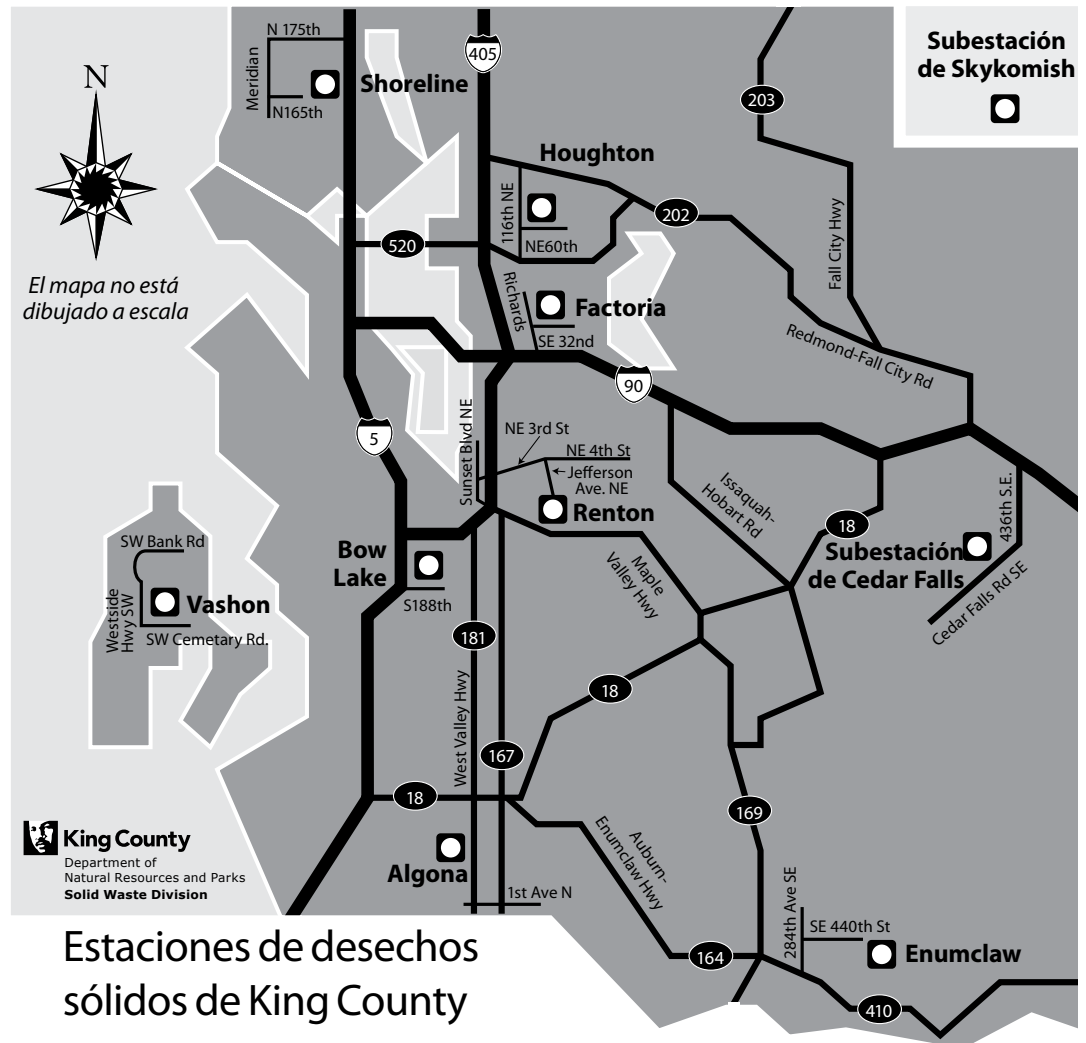 N 175th
Meridian
N165th
Shoreline
405
203
Subestación
de Skykomish
N
El mapa no está
dibujado a escala
Houghton
116th NE
NE60th
202
520
Fall City Hwy
Richards
Factoria
SE 32nd
Redmond-Fall City Rd
90
5
Sunset Blvd NE
NE 3rd St
NE 4th St
Jefferson
Ave. NE
Renton
Issaquah-
Hobart Rd
18
436th S.E.
Subestación
de Cedar Falls
Cedar Falls Rd SE
Bow
Lake
S188th
Maple
Valley Hwy
SW Bank Rd
Westside
Hwy SW
Vashon
SW Cemetary Rd.
181
West Valley Hwy
18
167
18
169
King County
Department of
Natural Resources and Parks
Solid Waste Division
Algona
1st Ave N
Auburn-
Enumclaw Hwy
284th Ave SE
SE 440th St
164
Enumclaw
410
Estaciones de desechos
sólidos de King County